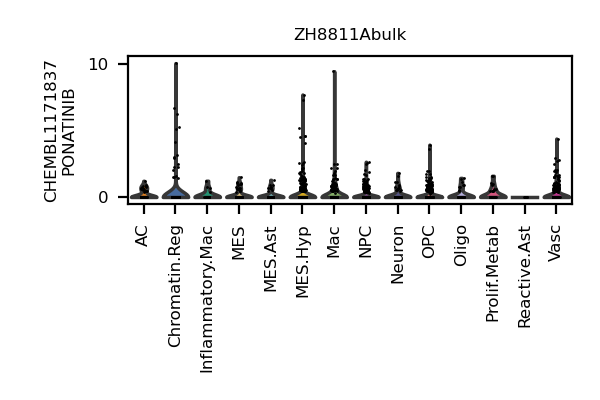 ZH8811Abulk
CHEMBL1171837
PONATINIB
10
0
AC
Chromatin.Reg
Inflammatory.Mac
MES
MES.Ast
MES.Hyp
Mac
NPC
Neuron
OPC
Oligo
Prolif.Metab
Reactive.Ast
Vasc